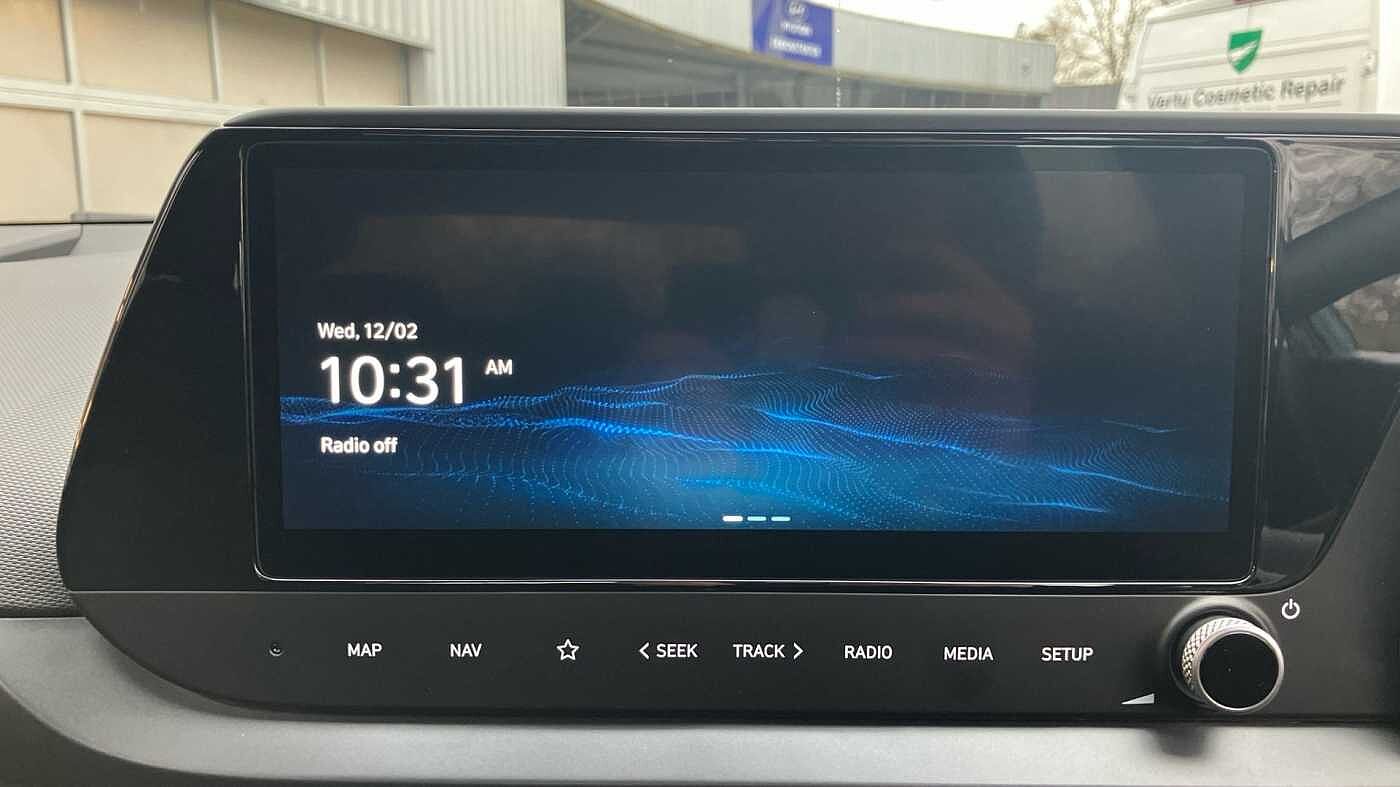 Vertu Cosmetic Repair
Wed, 12/02
10:31 AM
Radio off
MAP NAV < SEEK TRACK > RADIO MEDIA SETUP